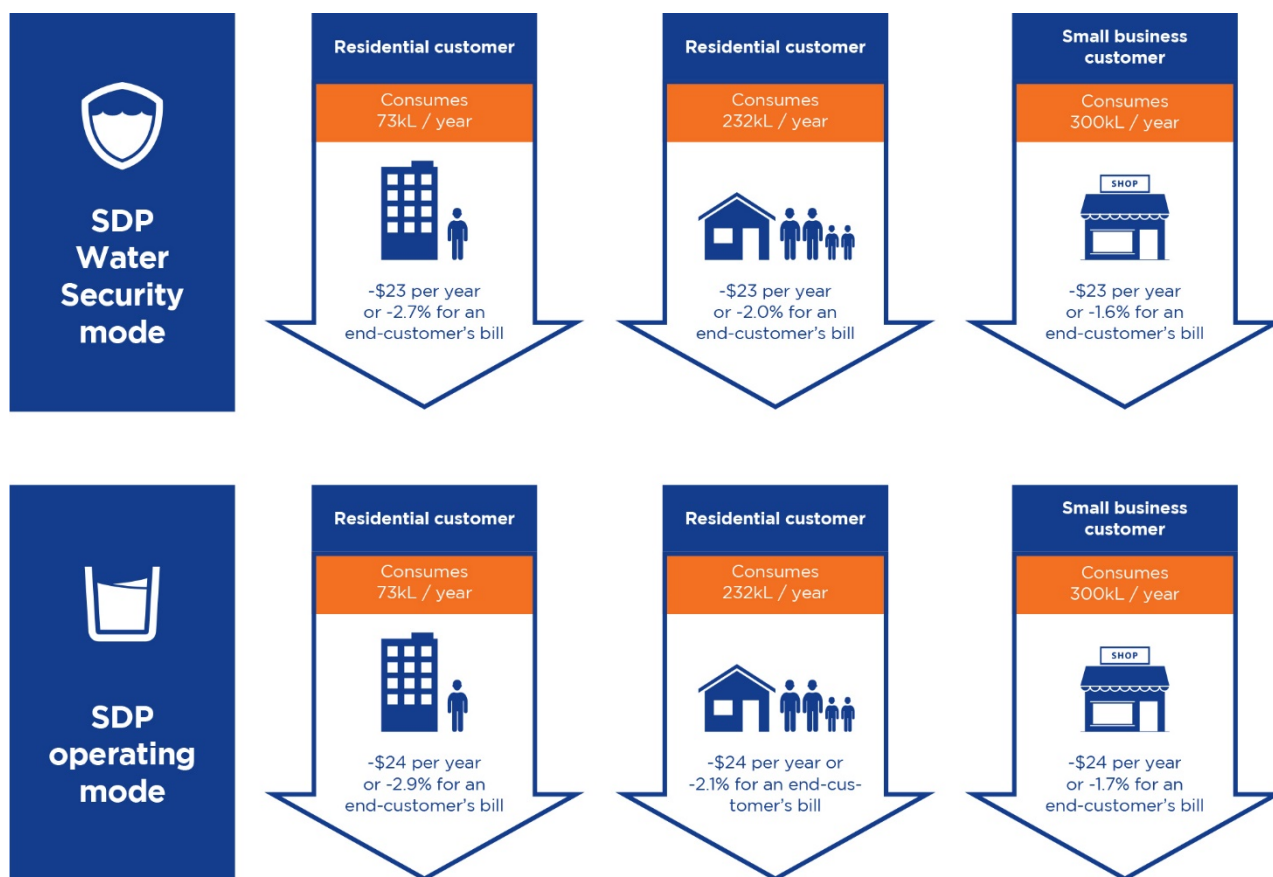 SDP
Water
Security
mode
Residential customer
Consumes
73kL / year
-$23 per year
or -2.7% for an
end-customer's bill
Residential customer
Consumes
232kL / year
-$23 per year
or -2.0% for an
end-customer's bill
Small business
customer
Consumes
300kL / year
SHOP
-$23 per year
or -1.6% for an
end-customer's bill
SDP
operating
mode
Residential customer
Consumes
73kL / year
-$24 per year
or -2.9% for an
end-customer's bill
Residential customer
Consumes
232kL / year
-$24 per year or
-2.1% for an end-cus-
tomer's bill
Small business
customer
Consumes
300kL / year
SHOP
-$24 per year
or -1.7% for an
end-customer's bill